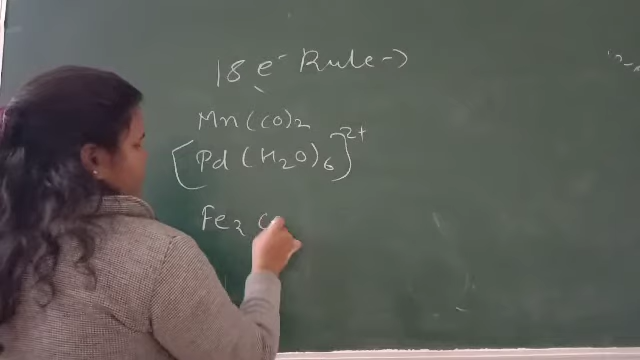 18 e⁻ Rule →
Mn(CO)₂
[Pd(H₂O)₆]²⁺
Fe₂ C